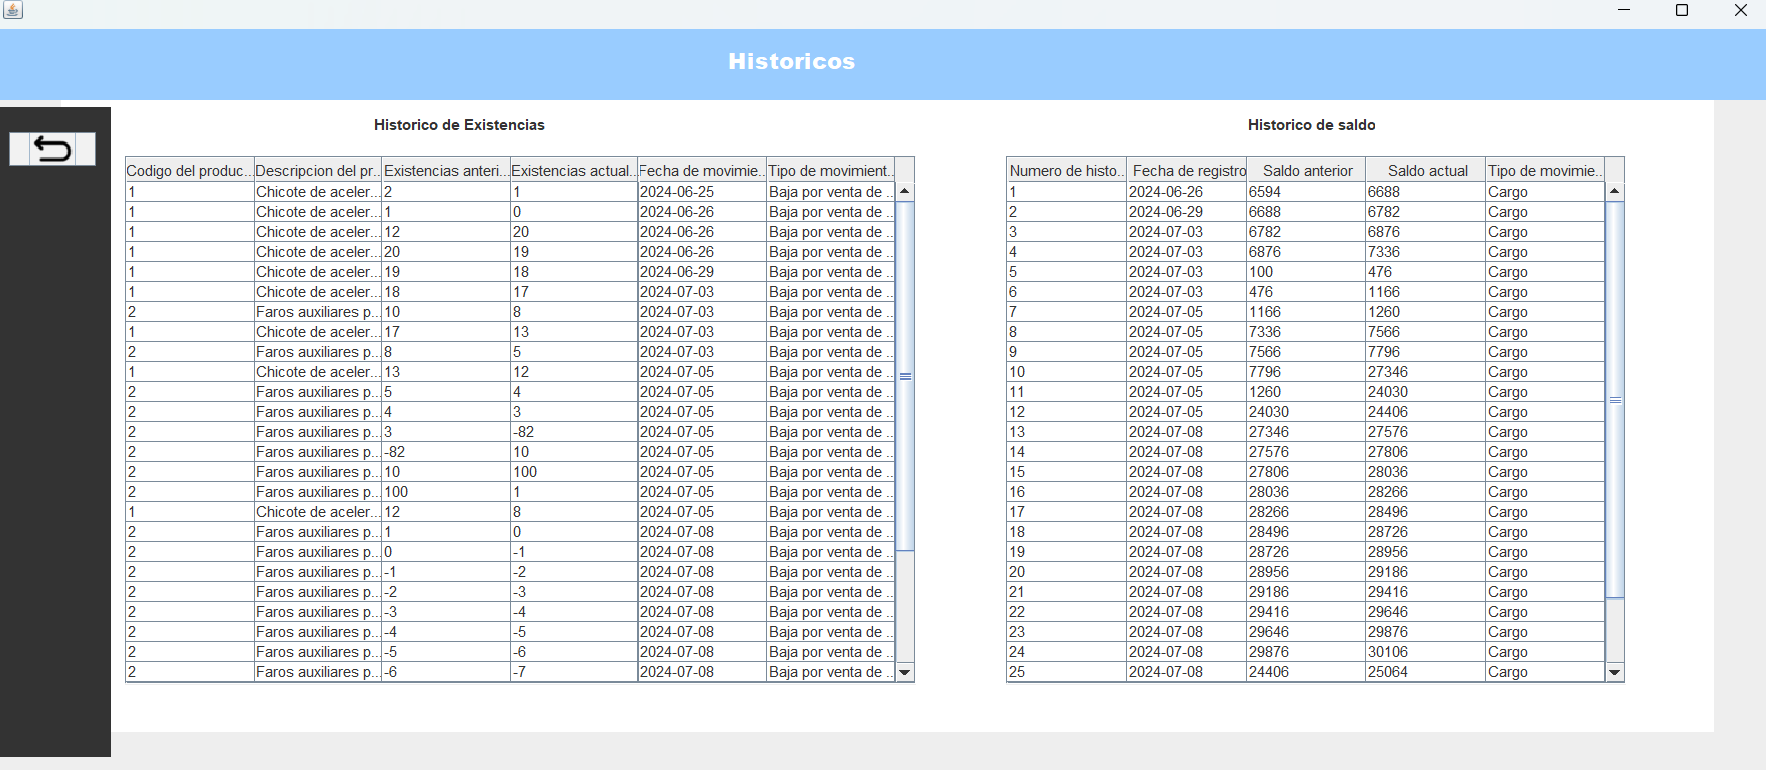 Historicos
Historico de Existencias
Codigo del produc... Descripcion del pr... Existencias anteri... Existencias actual... Fecha de movimie... Tipo de movimient...
1 Chicote de aceler... 2 1 2024-06-25 Baja por venta de ...
1 Chicote de aceler... 1 0 2024-06-26 Baja por venta de ...
1 Chicote de aceler... 12 20 2024-06-26 Baja por venta de ...
1 Chicote de aceler... 20 19 2024-06-26 Baja por venta de ...
1 Chicote de aceler... 19 18 2024-06-29 Baja por venta de ...
1 Chicote de aceler... 18 17 2024-07-03 Baja por venta de ...
2 Faros auxiliares p... 10 8 2024-07-03 Baja por venta de ...
1 Chicote de aceler... 17 13 2024-07-03 Baja por venta de ...
2 Faros auxiliares p... 8 5 2024-07-03 Baja por venta de ...
1 Chicote de aceler... 13 12 2024-07-05 Baja por venta de ...
2 Faros auxiliares p... 5 4 2024-07-05 Baja por venta de ...
2 Faros auxiliares p... 4 3 2024-07-05 Baja por venta de ...
2 Faros auxiliares p... 3 -82 2024-07-05 Baja por venta de ...
2 Faros auxiliares p... -82 10 2024-07-05 Baja por venta de ...
2 Faros auxiliares p... 10 100 2024-07-05 Baja por venta de ...
2 Faros auxiliares p... 100 1 2024-07-05 Baja por venta de ...
1 Chicote de aceler... 12 8 2024-07-05 Baja por venta de ...
2 Faros auxiliares p... 1 0 2024-07-08 Baja por venta de ...
2 Faros auxiliares p... 0 -1 2024-07-08 Baja por venta de ...
2 Faros auxiliares p... -1 -2 2024-07-08 Baja por venta de ...
2 Faros auxiliares p... -2 -3 2024-07-08 Baja por venta de ...
2 Faros auxiliares p... -3 -4 2024-07-08 Baja por venta de ...
2 Faros auxiliares p... -4 -5 2024-07-08 Baja por venta de ...
2 Faros auxiliares p... -5 -6 2024-07-08 Baja por venta de ...
2 Faros auxiliares p... -6 -7 2024-07-08 Baja por venta de ...
Historico de saldo
Numero de histo... Fecha de registro Saldo anterior Saldo actual Tipo de movimie...
1 2024-06-26 6594 6688 Cargo
2 2024-06-29 6688 6782 Cargo
3 2024-07-03 6782 6876 Cargo
4 2024-07-03 6876 7336 Cargo
5 2024-07-03 100 476 Cargo
6 2024-07-03 476 1166 Cargo
7 2024-07-05 1166 1260 Cargo
8 2024-07-05 7336 7566 Cargo
9 2024-07-05 7566 7796 Cargo
10 2024-07-05 7796 27346 Cargo
11 2024-07-05 1260 24030 Cargo
12 2024-07-05 24030 24406 Cargo
13 2024-07-08 27346 27576 Cargo
14 2024-07-08 27576 27806 Cargo
15 2024-07-08 27806 28036 Cargo
16 2024-07-08 28036 28266 Cargo
17 2024-07-08 28266 28496 Cargo
18 2024-07-08 28496 28726 Cargo
19 2024-07-08 28726 28956 Cargo
20 2024-07-08 28956 29186 Cargo
21 2024-07-08 29186 29416 Cargo
22 2024-07-08 29416 29646 Cargo
23 2024-07-08 29646 29876 Cargo
24 2024-07-08 29876 30106 Cargo
25 2024-07-08 24406 25064 Cargo